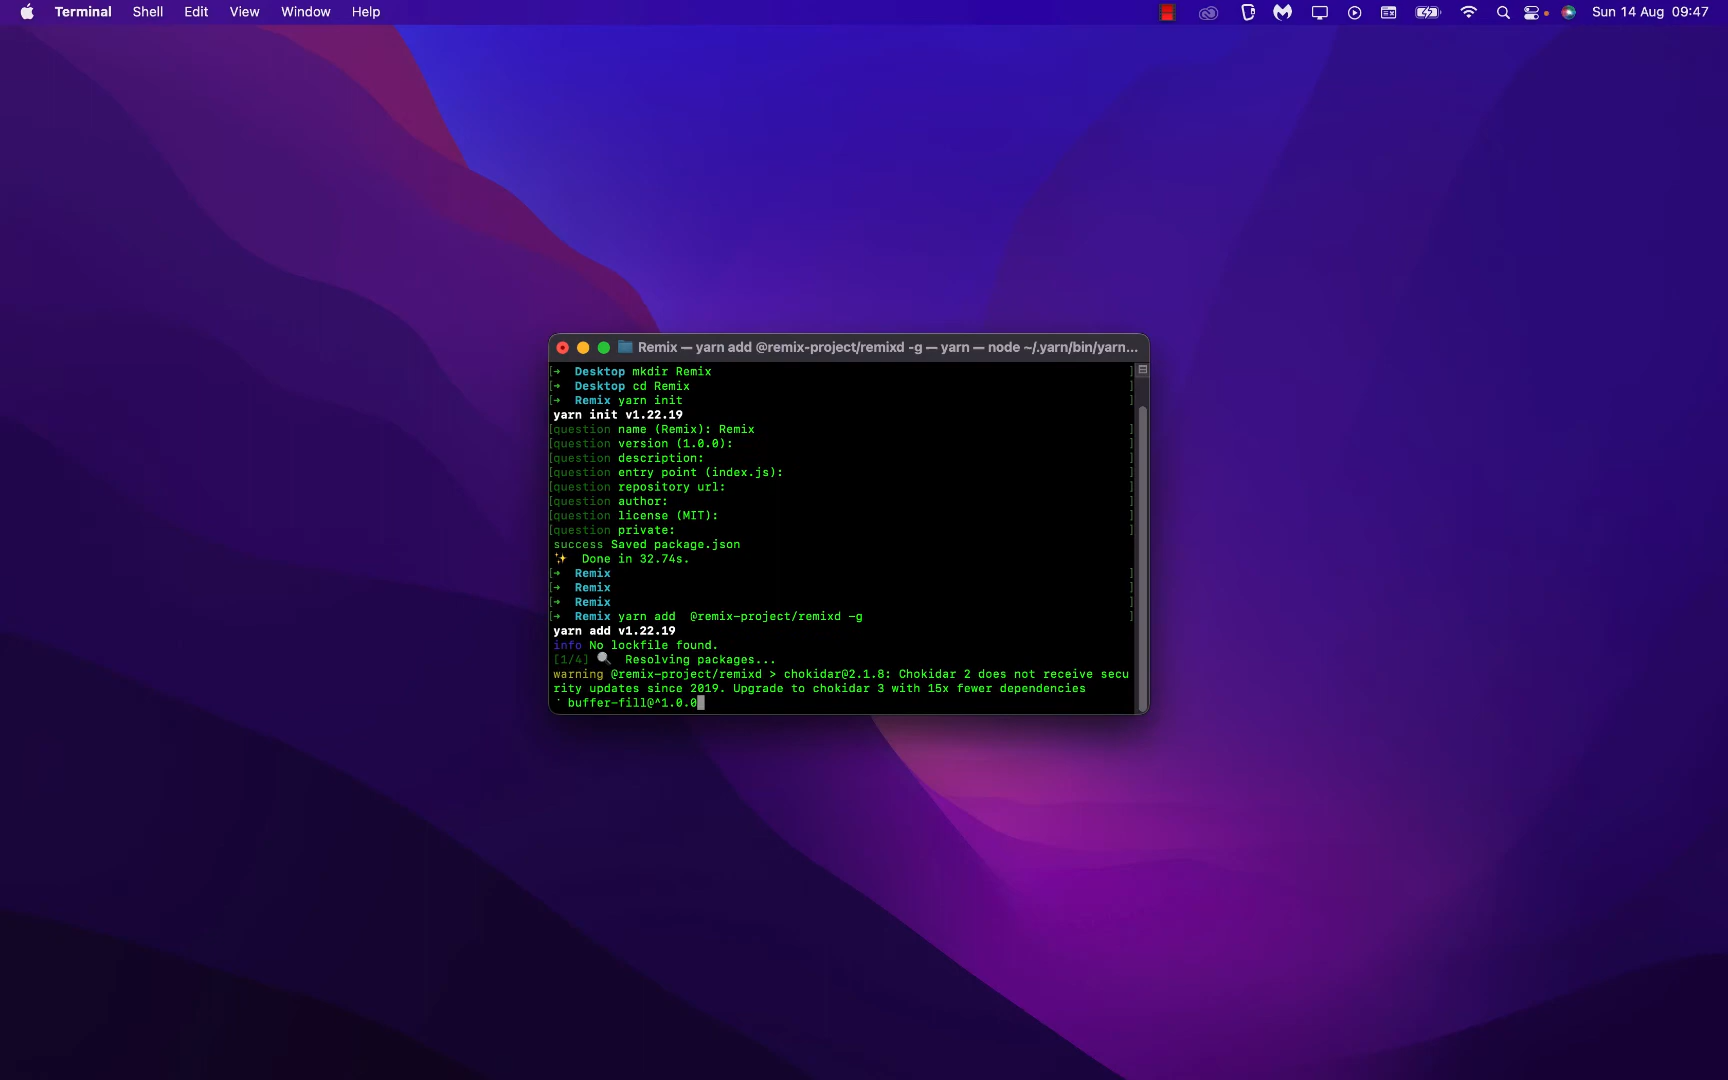 Terminal Shell Edit View Window Help Sun 14 Aug 09:47
Remix — yarn add @remix-project/remixd -g — yarn — node ~/.yarn/bin/yarn...
[→ Desktop mkdir Remix ]
[→ Desktop cd Remix ]
[→ Remix yarn init ]
yarn init v1.22.19
[question name (Remix): Remix ]
[question version (1.0.0): ]
[question description: ]
[question entry point (index.js): ]
[question repository url: ]
[question author: ]
[question license (MIT): ]
[question private: ]
success Saved package.json
✨ Done in 32.74s.
[→ Remix ]
[→ Remix ]
[→ Remix ]
[→ Remix yarn add  @remix-project/remixd -g ]
yarn add v1.22.19
info No lockfile found.
[1/4] 🔍 Resolving packages...
warning @remix-project/remixd > chokidar@2.1.8: Chokidar 2 does not receive secu
rity updates since 2019. Upgrade to chokidar 3 with 15x fewer dependencies
buffer-fill@^1.0.0